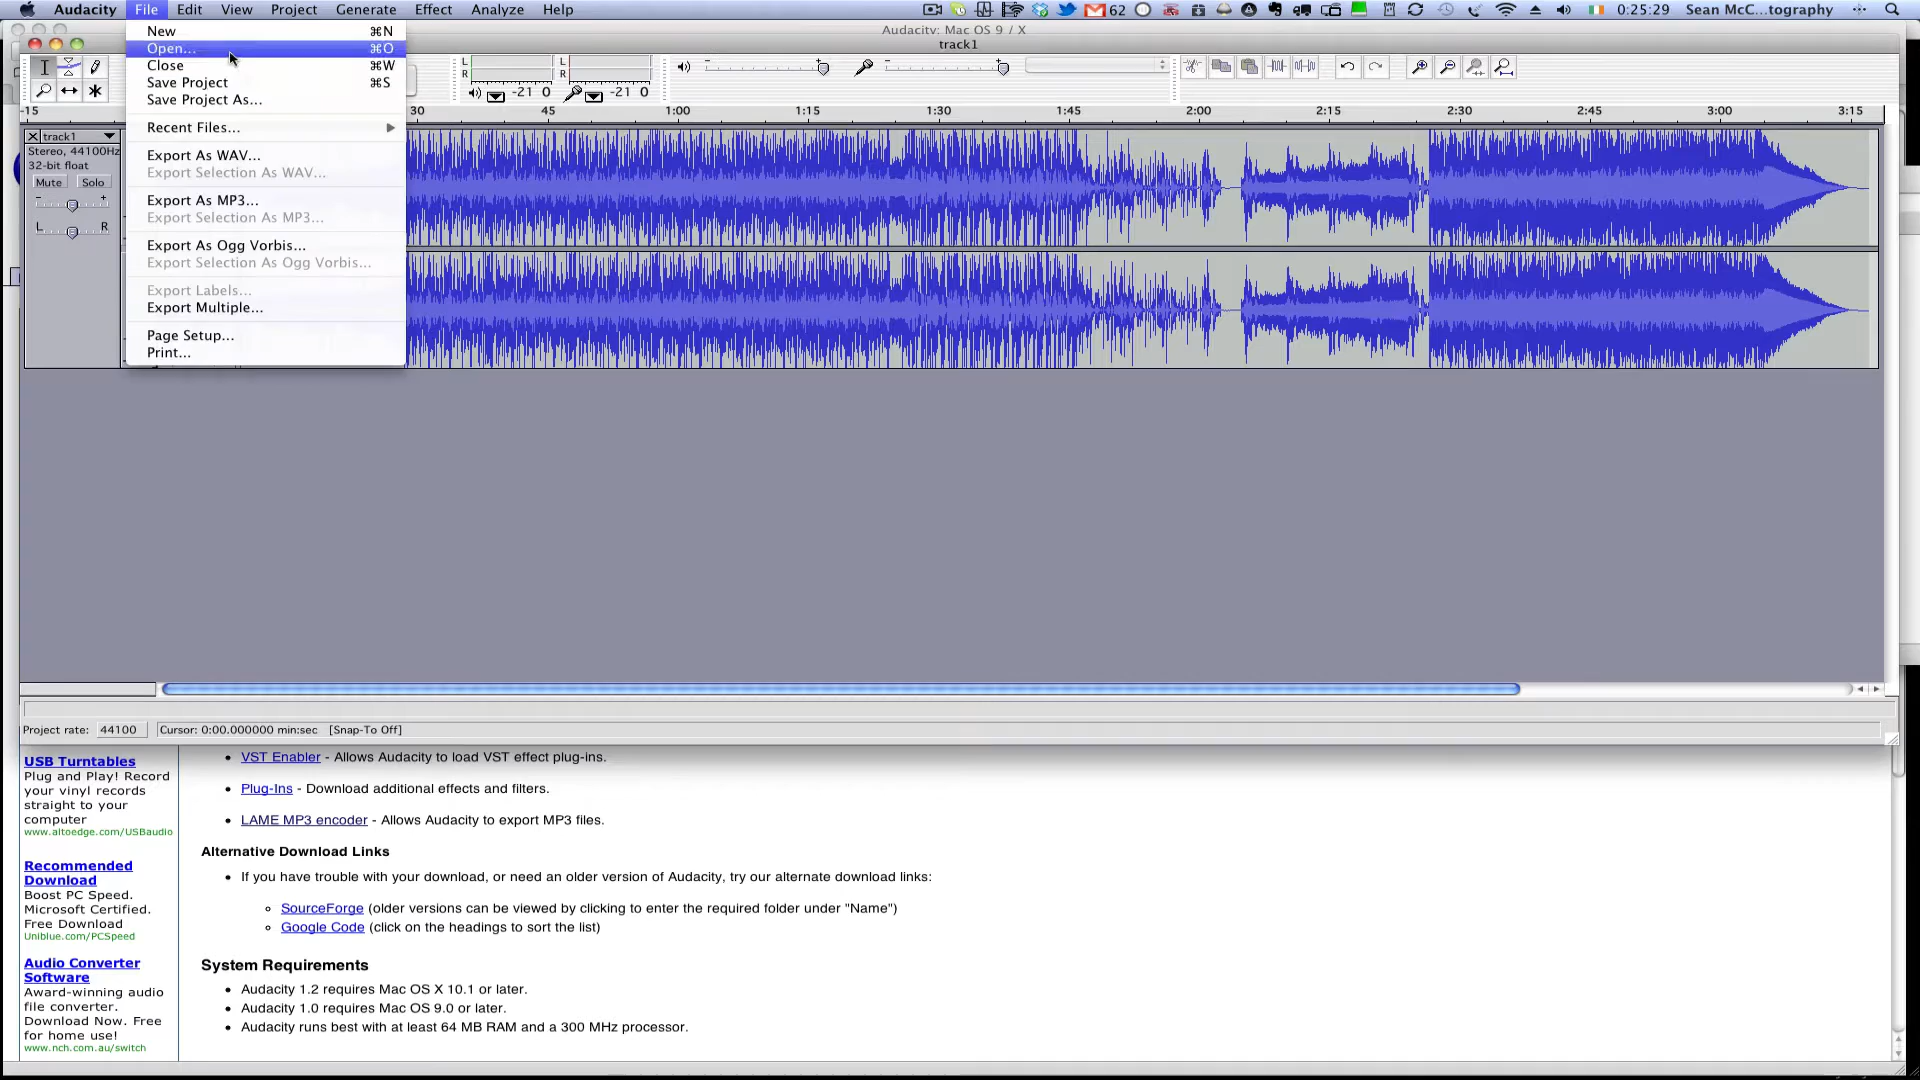 Audacity File Edit View Project Generate Effect Analyze Help 62 0:25:29 Sean McC...tography
Audacity: Mac OS 9 / X
track1
New ⌘N
Open... ⌘O
Close ⌘W
Save Project ⌘S
Save Project As...
Recent Files...
Export As WAV...
Export Selection As WAV...
Export As MP3...
Export Selection As MP3...
Export As Ogg Vorbis...
Export Selection As Ogg Vorbis...
Export Labels...
Export Multiple...
Page Setup...
Print...
L
R
L
R
-21 0
-21 0
-15 30 45 1:00 1:15 1:30 1:45 2:00 2:15 2:30 2:45 3:00 3:15
track1
Stereo, 44100Hz
32-bit float
Mute Solo
- +
L R
Project rate: 44100 Cursor: 0:00.000000 min:sec [Snap-To Off]
USB Turntables
Plug and Play! Record
your vinyl records
straight to your
computer
www.altoedge.com/USBaudio
Recommended
Download
Boost PC Speed.
Microsoft Certified.
Free Download
Uniblue.com/PCSpeed
Audio Converter
Software
Award-winning audio
file converter.
Download Now. Free
for home use!
www.nch.com.au/switch
• VST Enabler - Allows Audacity to load VST effect plug-ins.
• Plug-Ins - Download additional effects and filters.
• LAME MP3 encoder - Allows Audacity to export MP3 files.
Alternative Download Links
• If you have trouble with your download, or need an older version of Audacity, try our alternate download links:
◦ SourceForge (older versions can be viewed by clicking to enter the required folder under "Name")
◦ Google Code (click on the headings to sort the list)
System Requirements
• Audacity 1.2 requires Mac OS X 10.1 or later.
• Audacity 1.0 requires Mac OS 9.0 or later.
• Audacity runs best with at least 64 MB RAM and a 300 MHz processor.